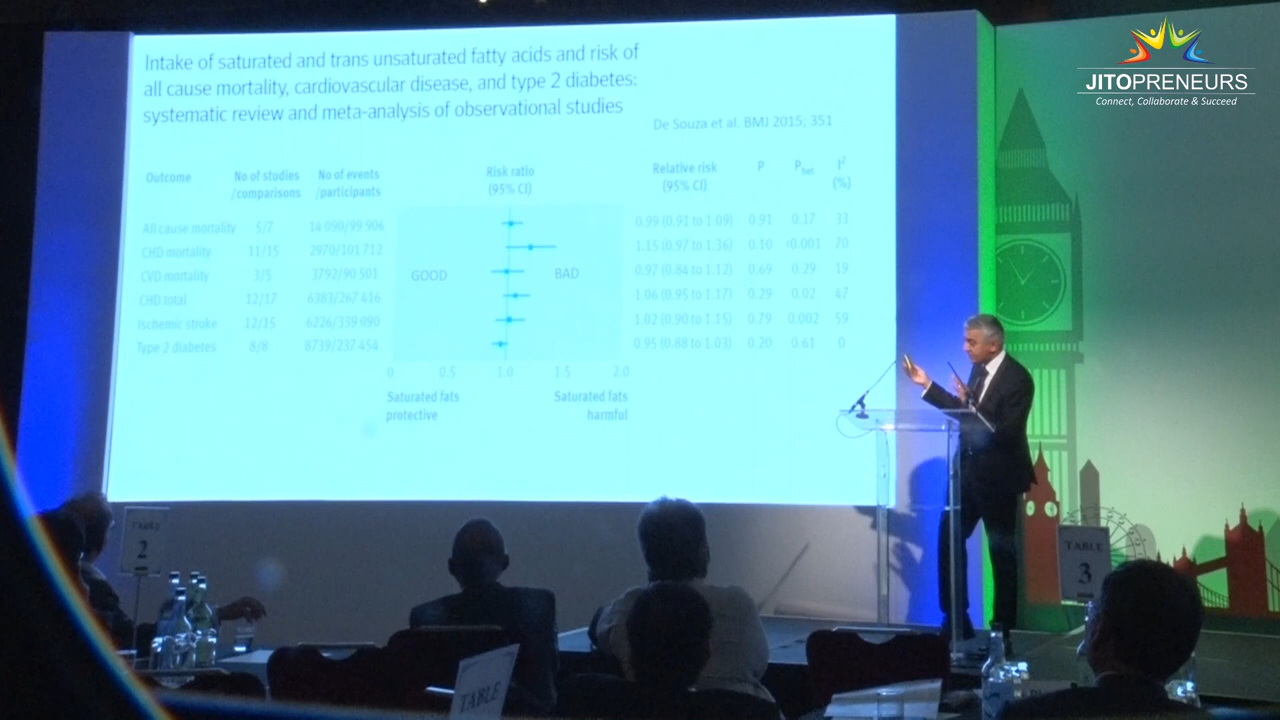 Intake of saturated and trans unsaturated fatty acids and risk of
all cause mortality, cardiovascular disease, and type 2 diabetes:
systematic review and meta-analysis of observational studies
De Souza et al. BMJ 2015; 351
Outcome No of studies /comparisons No of events /participants Risk ratio (95% CI) Relative risk (95% CI) P Phet I2 (%)
All cause mortality 5/7 14 090/99 906 0.99 (0.91 to 1.09) 0.91 0.17 33
CHD mortality 11/15 2970/101 712 1.15 (0.97 to 1.36) 0.10 <0.001 70
CVD mortality 3/5 3792/90 501 GOOD BAD 0.97 (0.84 to 1.12) 0.69 0.29 19
CHD total 12/17 6383/267 416 1.06 (0.95 to 1.17) 0.29 0.02 47
Ischemic stroke 12/15 6226/339 090 1.02 (0.90 to 1.15) 0.79 0.002 59
Type 2 diabetes 8/8 8739/237 454 0.95 (0.88 to 1.03) 0.20 0.61 0
0 0.5 1.0 1.5 2.0
Saturated fats Saturated fats
protective harmful
JITOPRENEURS
Connect, Collaborate & Succeed
TABLE
2
TABLE
3
TABLE